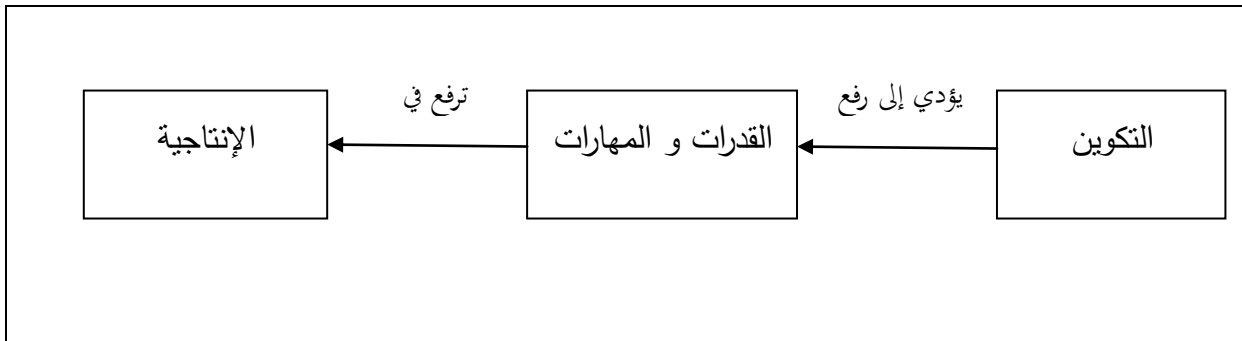 التكوين
يؤدي إلى رفع
القدرات و المهارات
ترفع في
الإنتاجية